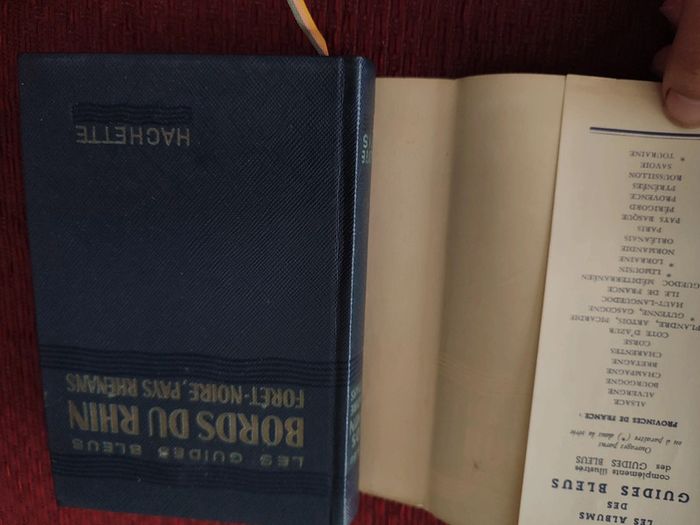 LES GUIDES BLEUS
BORDS DU RHIN
FORÊT-NOIRE, PAYS RHÉNANS
HACHETTE
LES ALBUMS
DES
GUIDES BLEUS
compléments illustrés
des GUIDES BLEUS
Ouvrages parus
ou à paraître (*) dans la série
PROVINCES DE FRANCE :
ALSACE
AUVERGNE
BOURGOGNE
CHAMPAGNE
BRETAGNE
CHARENTES
CORSE
COTE D'AZUR
FLANDRE, ARTOIS, PICARDIE
* GUYENNE, GASCOGNE
HAUT-LANGUEDOC
ILE DE FRANCE
LANGUEDOC MÉDITERRANÉEN
* LIMOUSIN
* LORRAINE
NORMANDIE
ORLÉANAIS
PARIS
PAYS BASQUE
PÉRIGORD
PROVENCE
PYRÉNÉES
ROUSSILLON
SAVOIE
* TOURAINE